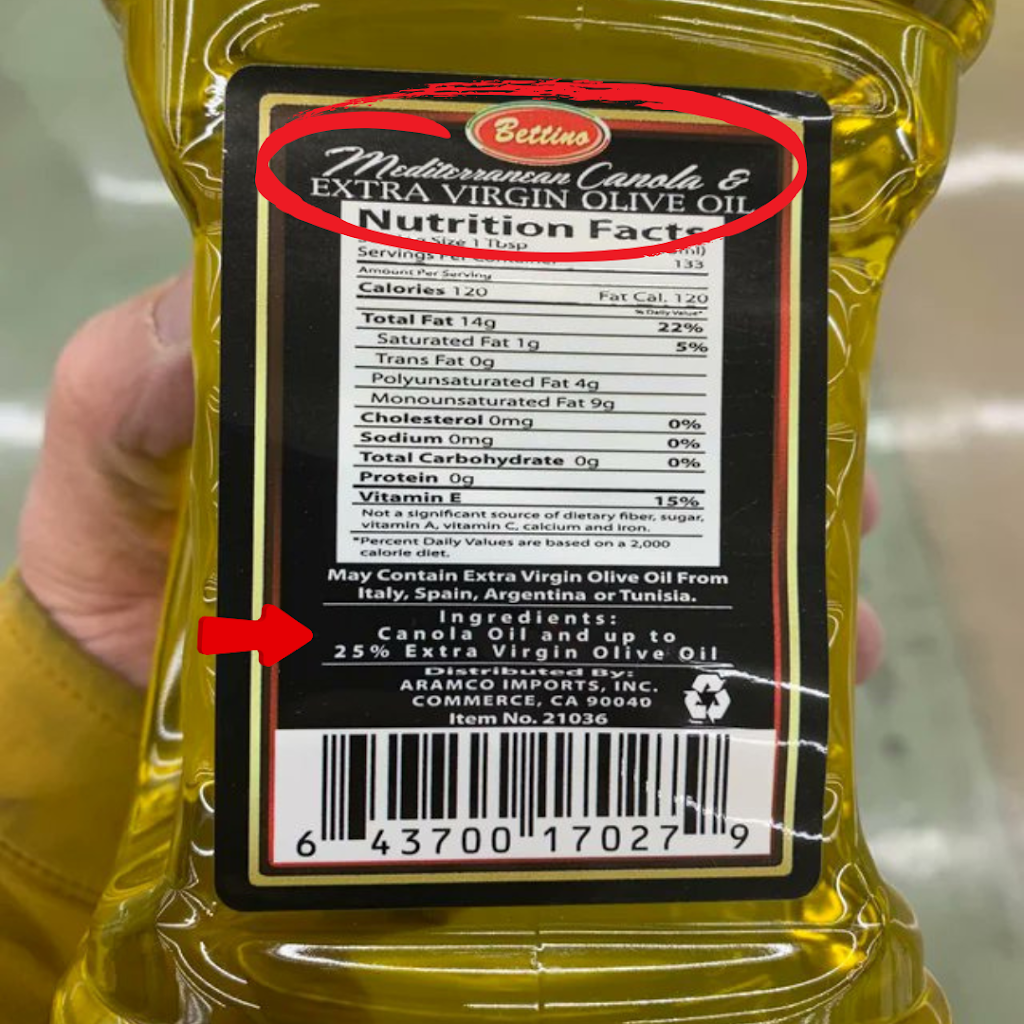 Bettino
Mediterranean Canola &
EXTRA VIRGIN OLIVE OIL
Nutrition Facts
Size 1 Tbsp
Servings Per Container 133
Amount Per Serving
Calories 120 Fat Cal. 120
% Daily Value*
Total Fat 14g 22%
Saturated Fat 1g 5%
Trans Fat 0g
Polyunsaturated Fat 4g
Monounsaturated Fat 9g
Cholesterol 0mg 0%
Sodium 0mg 0%
Total Carbohydrate 0g 0%
Protein 0g
Vitamin E 15%
Not a significant source of dietary fiber, sugar,
vitamin A, vitamin C, calcium and iron.
*Percent Daily Values are based on a 2,000
calorie diet.
May Contain Extra Virgin Olive Oil From
Italy, Spain, Argentina or Tunisia.
Ingredients:
Canola Oil and up to
25% Extra Virgin Olive Oil
Distributed By:
ARAMCO IMPORTS, INC.
COMMERCE, CA 90040
Item No. 21036
6 43700 17027 9